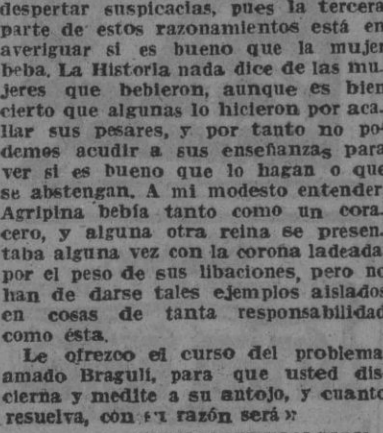 despertar suspicacias, pues la tercera
parte de estos razonamientos está en
averiguar si es bueno que la mujer
beba. La Historia nada dice de las mu-
jeres que bebieron, aunque es bien
cierto que algunas lo hicieron por aca-
llar sus pesares, y por tanto no po-
demos acudir a sus enseñanzas para
ver si es bueno que lo hagan o que
se abstengan. A mi modesto entender
Agripina bebía tanto como un cora-
cero, y alguna otra reina se presen-
taba alguna vez con la corona ladeada
por el peso de sus libaciones, pero no
han de darse tales ejemplos aislados
en cosas de tanta responsabilidad
como ésta.
Le ofrezco el curso del problema
amado Braguli, para que usted dis
cierna y medite a su antojo, y cuanto
resuelva, con razón será»